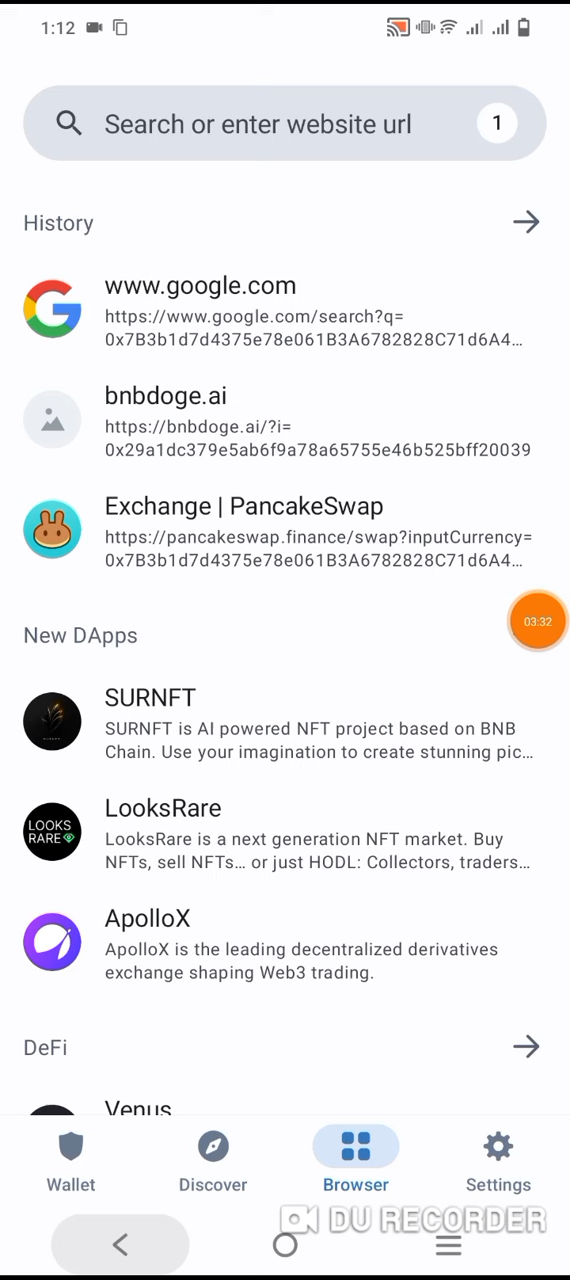 1:12
Search or enter website url
1
History
www.google.com
https://www.google.com/search?q=
0x7B3b1d7d4375e78e061B3A6782828C71d6A4…
bnbdoge.ai
https://bnbdoge.ai/?i=
0x29a1dc379e5ab6f9a78a65755e46b525bff20039
Exchange | PancakeSwap
https://pancakeswap.finance/swap?inputCurrency=
0x7B3b1d7d4375e78e061B3A6782828C71d6A4…
03:32
New DApps
SURNFT
SURNFT is AI powered NFT project based on BNB
Chain. Use your imagination to create stunning pic…
LOOKS
RARE
LooksRare
LooksRare is a next generation NFT market. Buy
NFTs, sell NFTs… or just HODL: Collectors, traders…
ApolloX
ApolloX is the leading decentralized derivatives
exchange shaping Web3 trading.
DeFi
Venus
Wallet
Discover
Browser
Settings
DU RECORDER